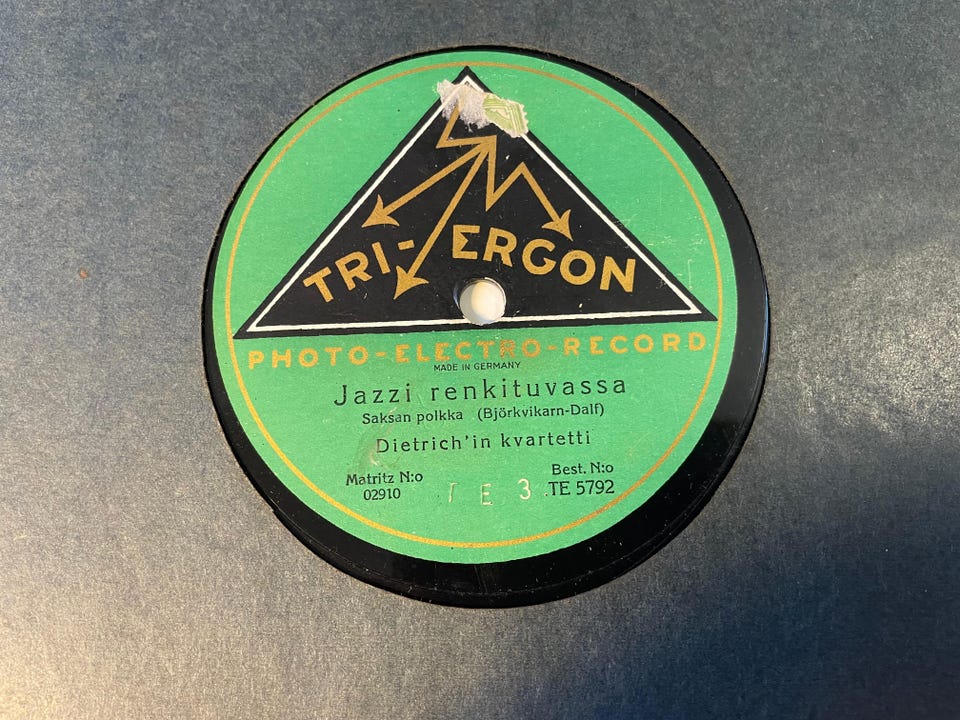 TRI-ERGON
PHOTO-ELECTRO-RECORD
MADE IN GERMANY
Jazzi renkituvassa
Saksan polkka (Björkvikarn-Dalf)
Dietrich'in kvartetti
Matritz N:o
02910
Best. N:o
TE 5792
T E 3